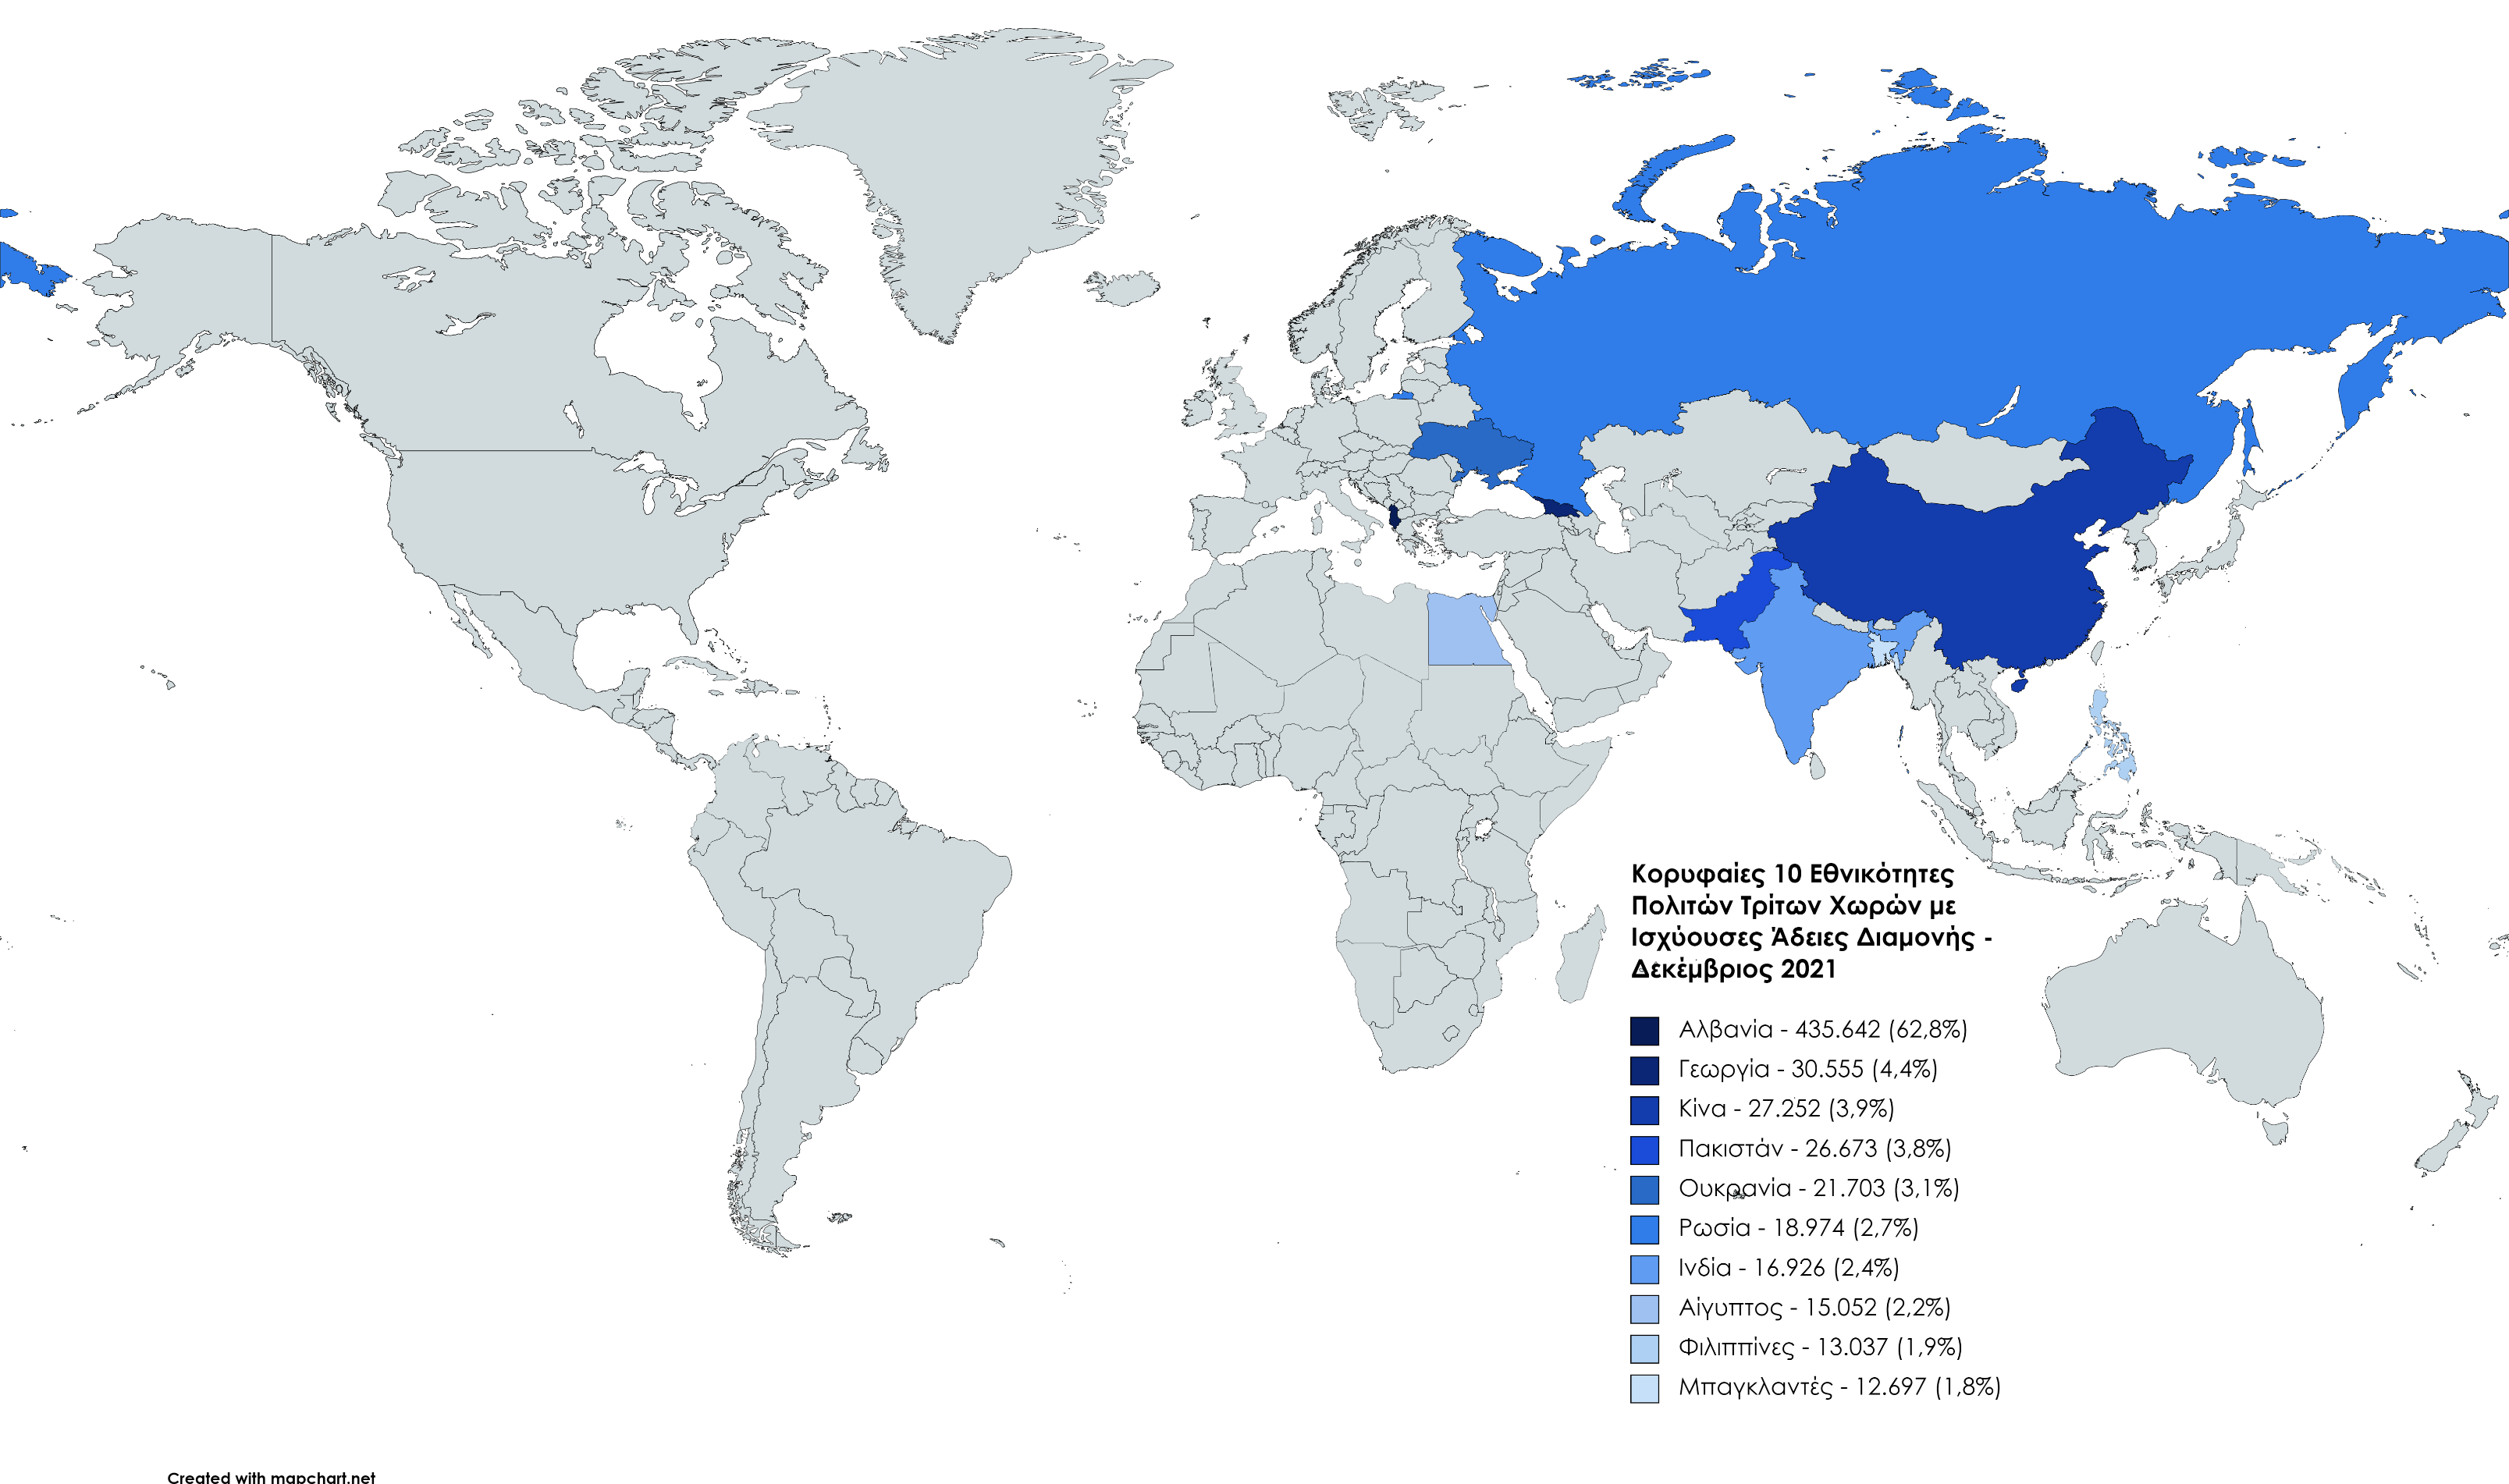 Κορυφαίες 10 Εθνικότητες
Πολιτών Τρίτων Χωρών με
Ισχύουσες Άδειες Διαμονής -
Δεκέμβριος 2021
Αλβανία - 435.642 (62,8%)
Γεωργία - 30.555 (4,4%)
Κίνα - 27.252 (3,9%)
Πακιστάν - 26.673 (3,8%)
Ουκρανία - 21.703 (3,1%)
Ρωσία - 18.974 (2,7%)
Ινδία - 16.926 (2,4%)
Αίγυπτος - 15.052 (2,2%)
Φιλιππίνες - 13.037 (1,9%)
Μπαγκλαντές - 12.697 (1,8%)
Created with mapchart.net